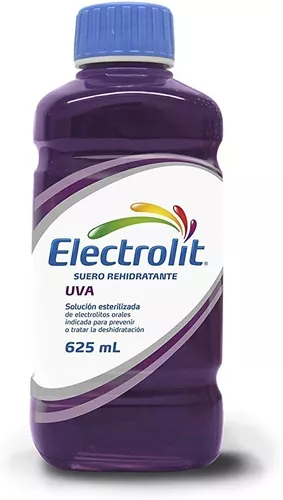 Electrolit®
SUERO REHIDRATANTE
UVA
Solución esterilizada
de electrolitos orales
indicada para prevenir
o tratar la deshidratación
625 mL